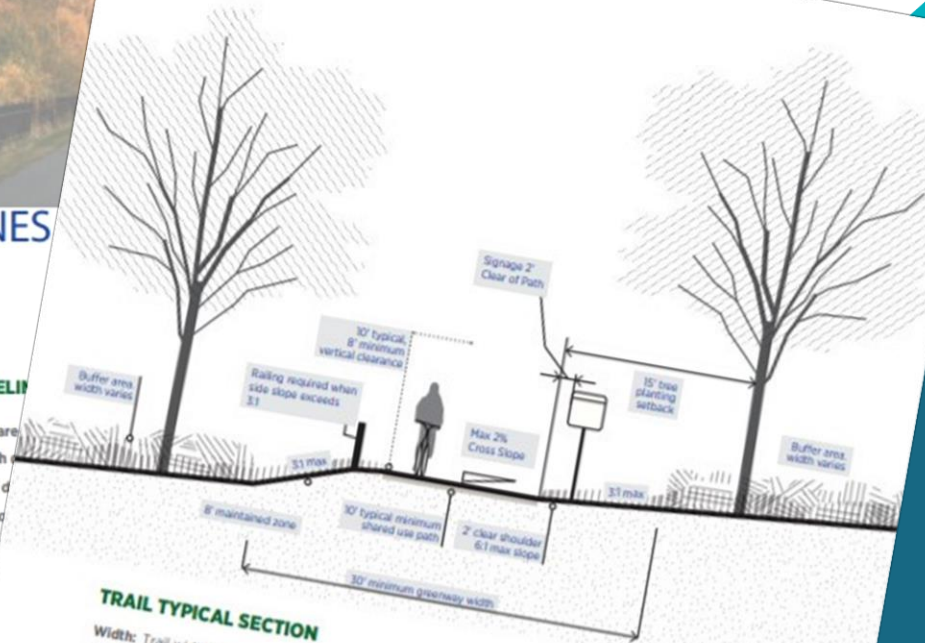 NES
Signage 2'
Clear of Path
10' typical,
8' minimum
vertical clearance
15' tree
planting
setback
Buffer area,
width varies
Railing required when
side slope exceeds
3:1
Max 2%
Cross Slope
Buffer area,
width varies
3:1 max
3:1 max
8' maintained zone
10' typical minimum
shared use path
2' clear shoulder
6:1 max slope
30' minimum greenway width
TRAIL TYPICAL SECTION
Width: Trail